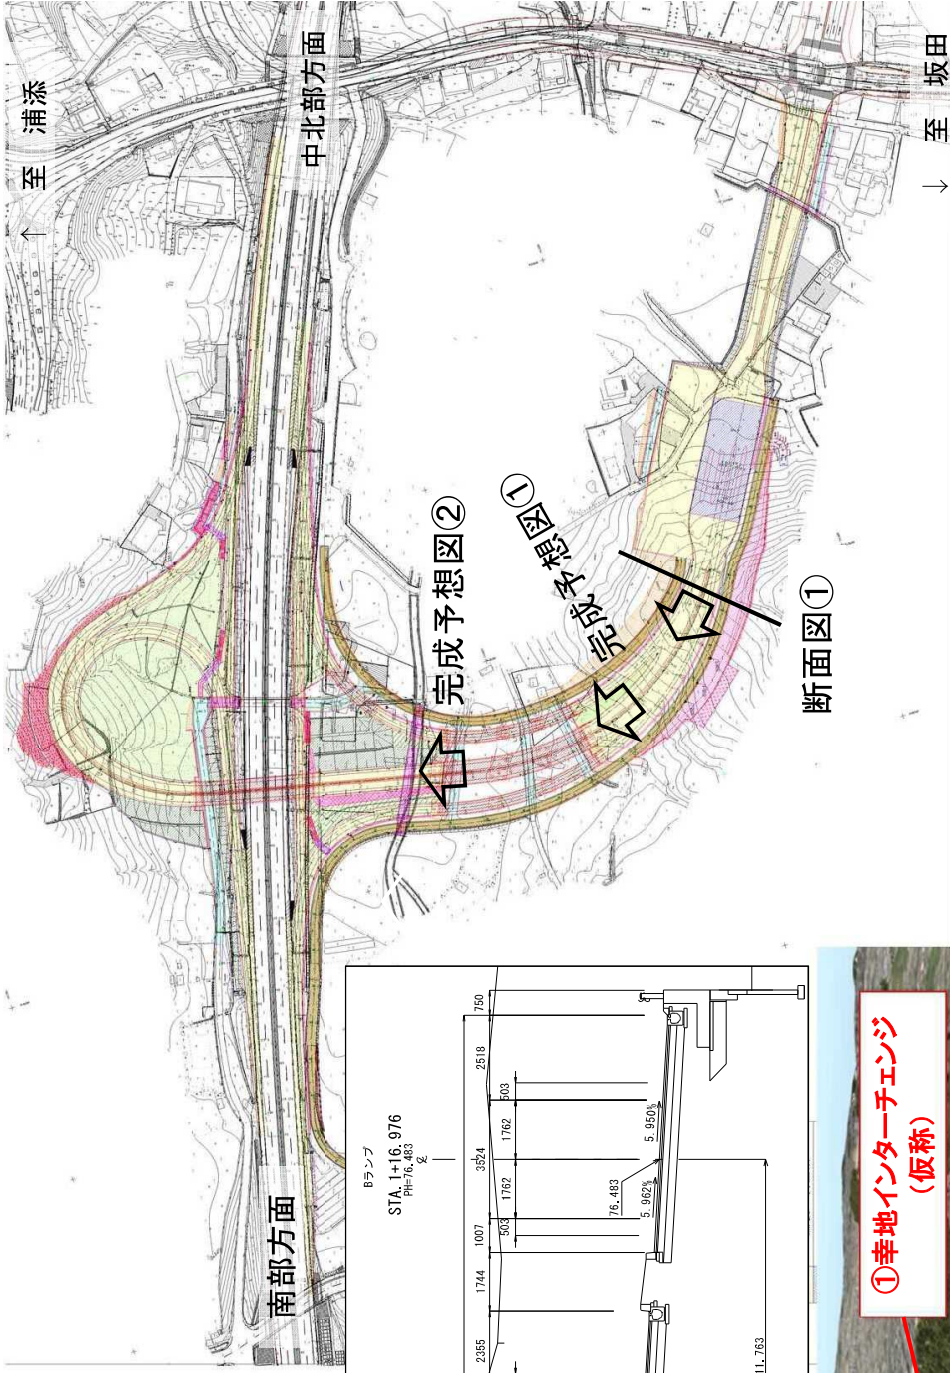 至 浦添
中北部方面
至 坂田
完成予想図②
完成予想図①
断面図①
南部方面
Bランプ
STA.1+16.976
PH=76.483
750
2518
503
1762
3524
1762
1007
503
1744
2355
5.950%
76.483
5.962%
11.763
①幸地インターチェンジ
(仮称)